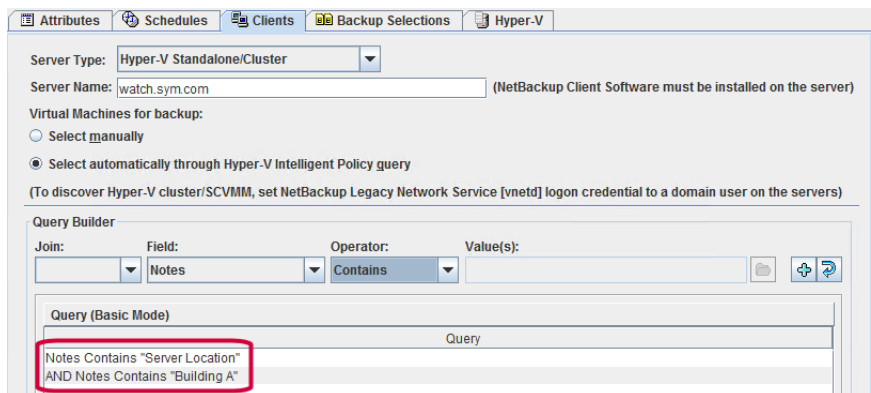 Attributes Schedules Clients Backup Selections Hyper-V
Server Type: Hyper-V Standalone/Cluster
Server Name: watch.sym.com (NetBackup Client Software must be installed on the server)
Virtual Machines for backup:
Select manually
Select automatically through Hyper-V Intelligent Policy query
(To discover Hyper-V cluster/SCVMM, set NetBackup Legacy Network Service [vnetd] logon credential to a domain user on the servers)
Query Builder
Join: Field: Operator: Value(s):
Notes Contains
Query (Basic Mode)
Query
Notes Contains "Server Location"
AND Notes Contains "Building A"